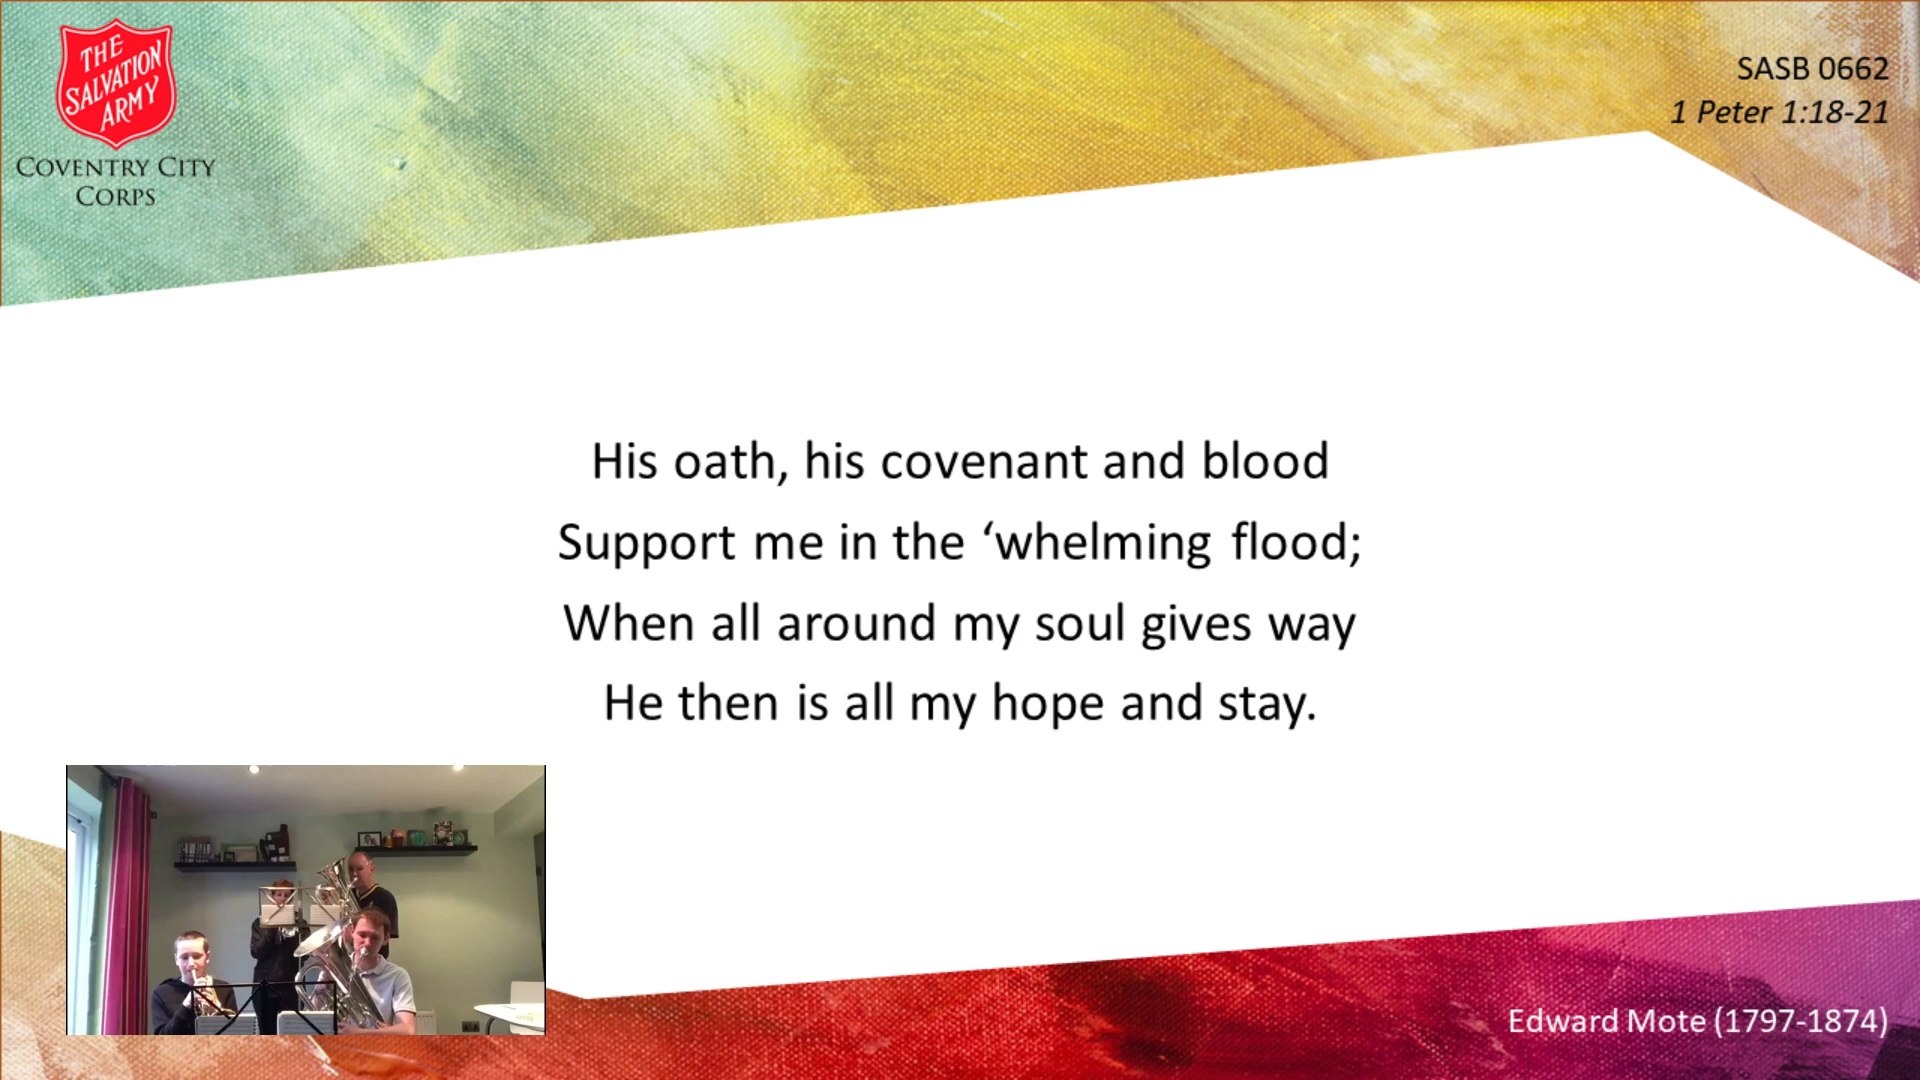 THE
SALVATION
ARMY
COVENTRY CITY
CORPS
SASB 0662
1 Peter 1:18-21
His oath, his covenant and blood
Support me in the ‘whelming flood;
When all around my soul gives way
He then is all my hope and stay.
Edward Mote (1797-1874)